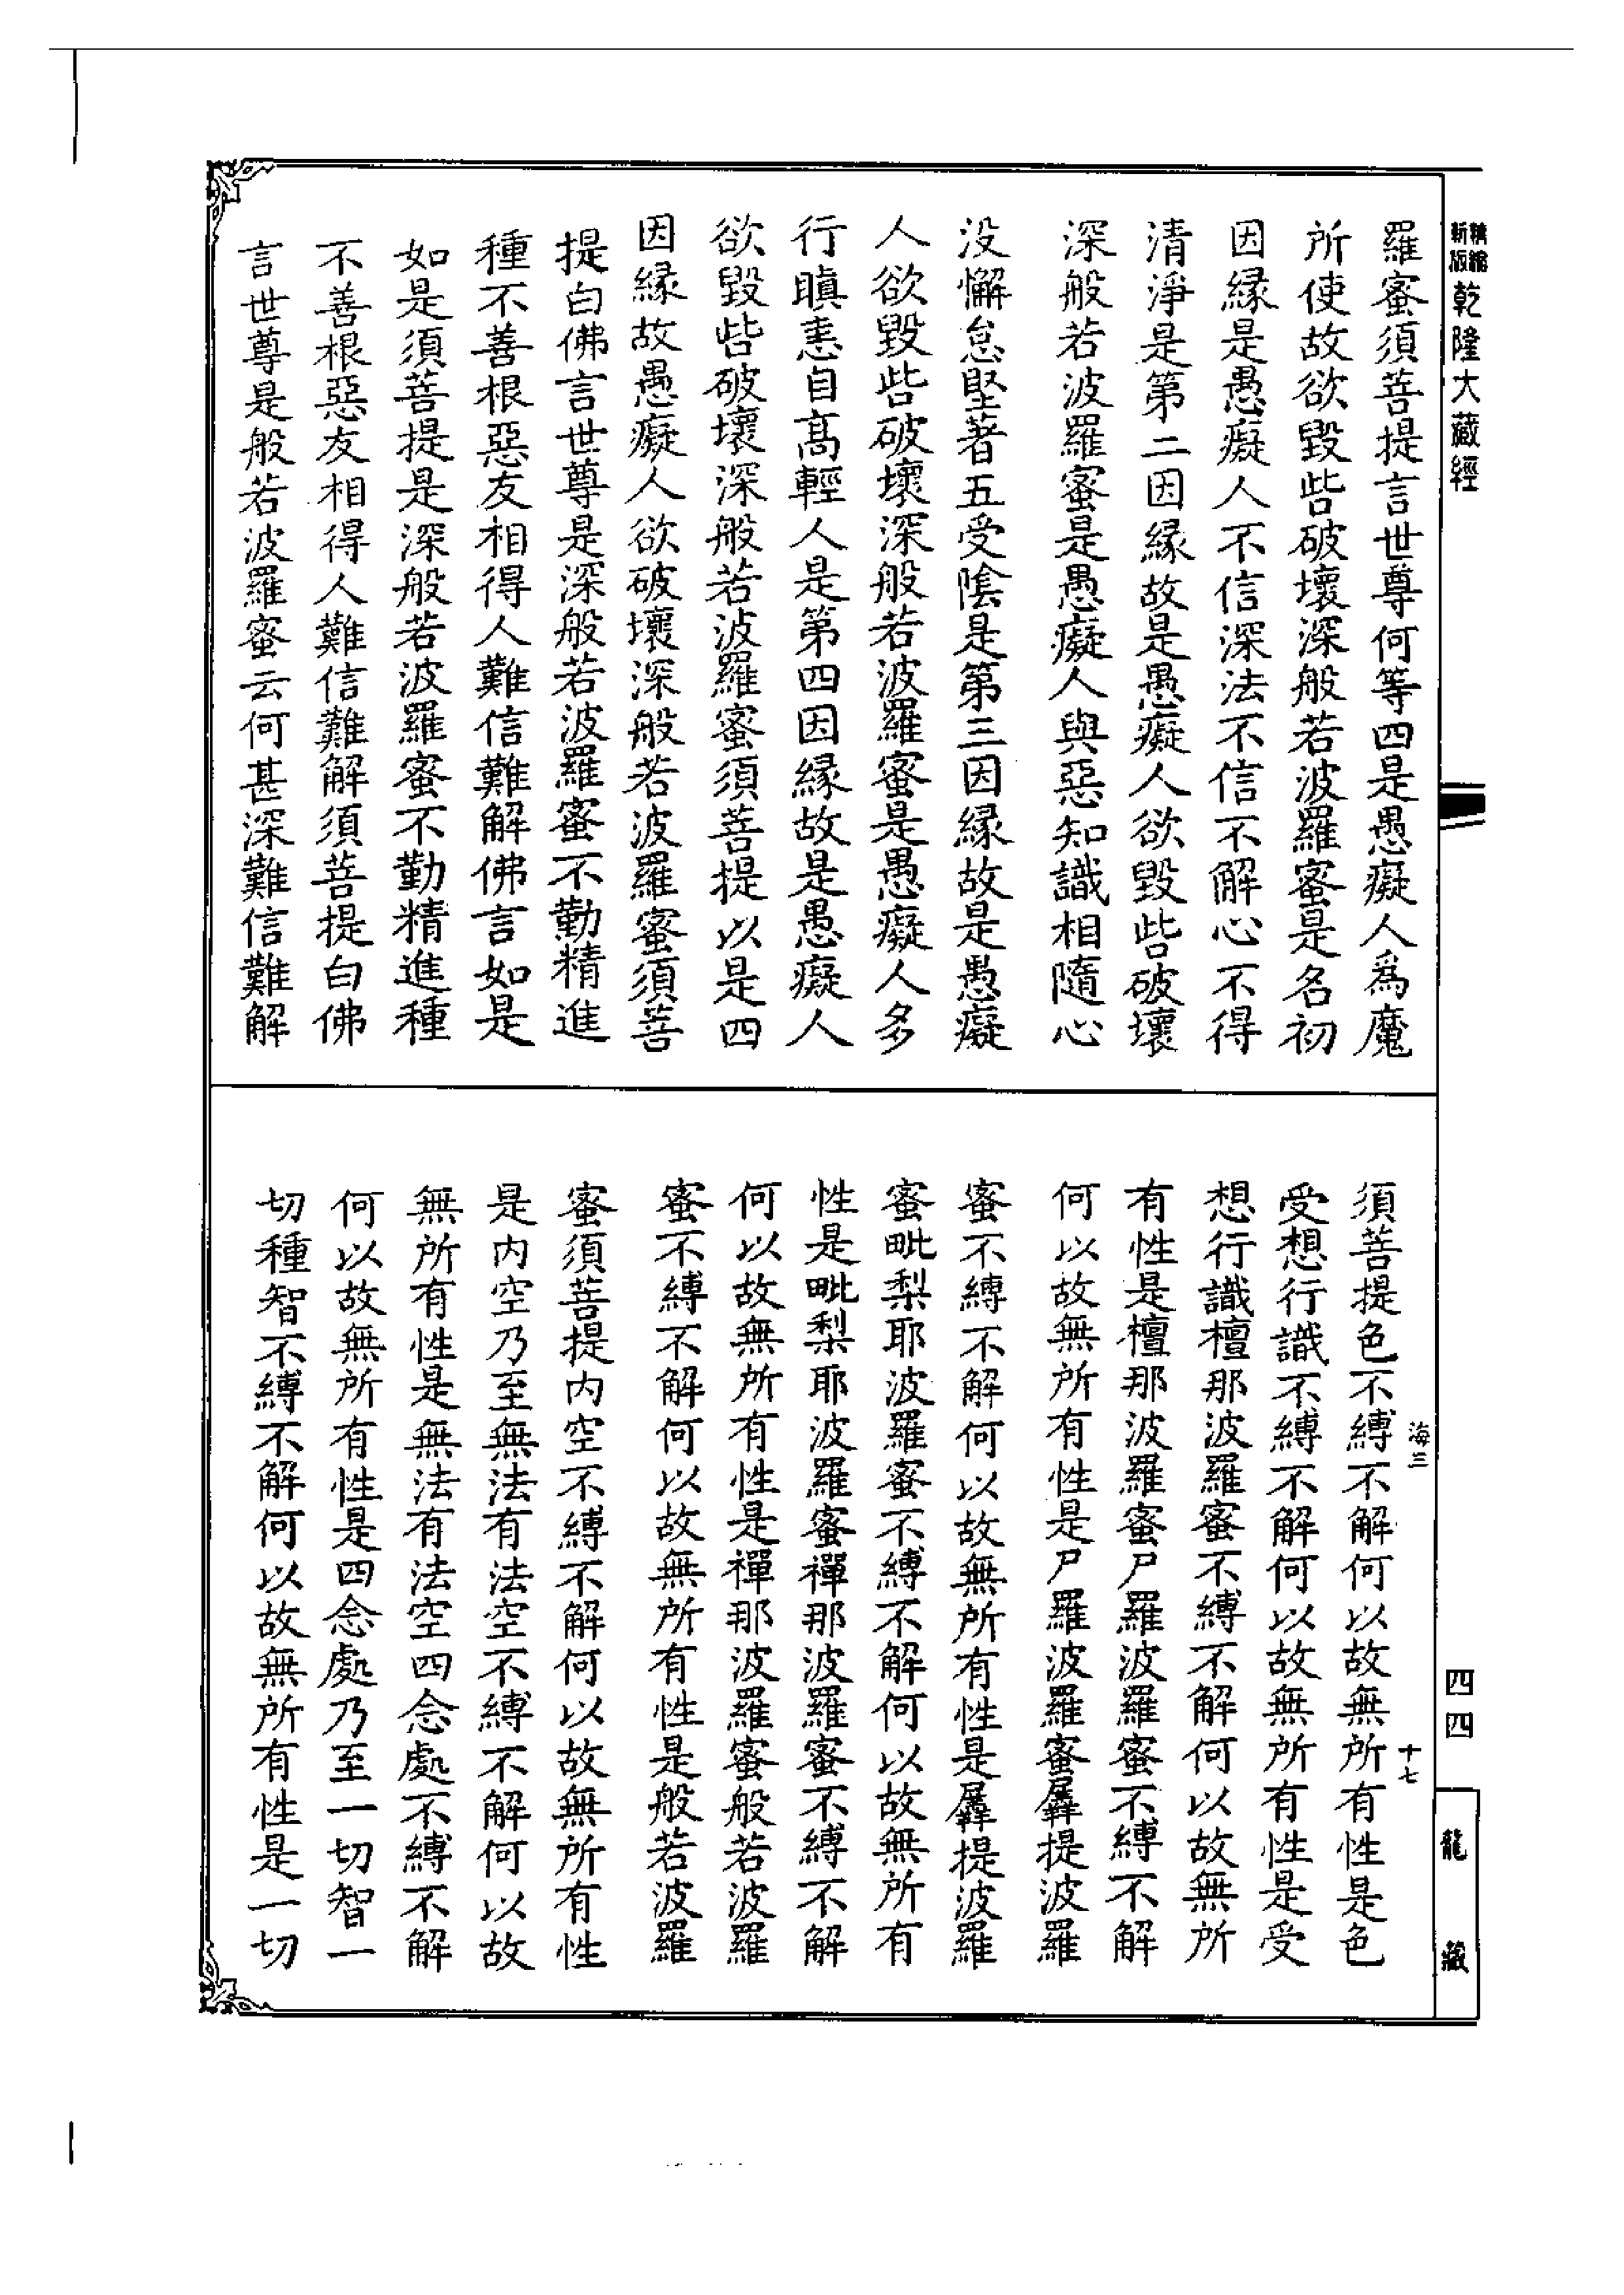 精縮新版乾隆大藏經
羅蜜須菩提言世尊何等四是愚癡人為魔
所使故欲毀呰破壞深般若波羅蜜是名初
因緣是愚癡人不信深法不信不解心不得
清淨是第二因緣故是愚癡人欲毀呰破壞
深般若波羅蜜是愚癡人與惡知識相隨心
没懈怠堅著五受陰是第三因緣故是愚癡
人欲毀呰破壞深般若波羅蜜是愚癡人多
行瞋恚自高輕人是第四因緣故是愚癡人
欲毀呰破壞深般若波羅蜜須菩提以是四
因緣故愚癡人欲破壞深般若波羅蜜須菩
提白佛言世尊是深般若波羅蜜不勤精進
種不善根惡友相得人難信難解佛言如是
如是須菩提是深般若波羅蜜不勤精進種
不善根惡友相得人難信難解須菩提白佛
言世尊是般若波羅蜜云何甚深難信難解
海三
十七
須菩提色不縛不解何以故無所有性是色
受想行識不縛不解何以故無所有性是受
想行識檀那波羅蜜不縛不解何以故無所
有性是檀那波羅蜜尸羅波羅蜜不縛不解
何以故無所有性是尸羅波羅蜜羼提波羅
蜜不縛不解何以故無所有性是羼提波羅
蜜毗梨耶波羅蜜不縛不解何以故無所有
性是毗梨耶波羅蜜禪那波羅蜜不縛不解
何以故無所有性是禪那波羅蜜般若波羅
蜜不縛不解何以故無所有性是般若波羅
蜜須菩提內空不縛不解何以故無所有性
是內空乃至無法有法空不縛不解何以故
無所有性是無法有法空四念處不縛不解
何以故無所有性是四念處乃至一切智一
切種智不縛不解何以故無所有性是一切
四四
龍藏